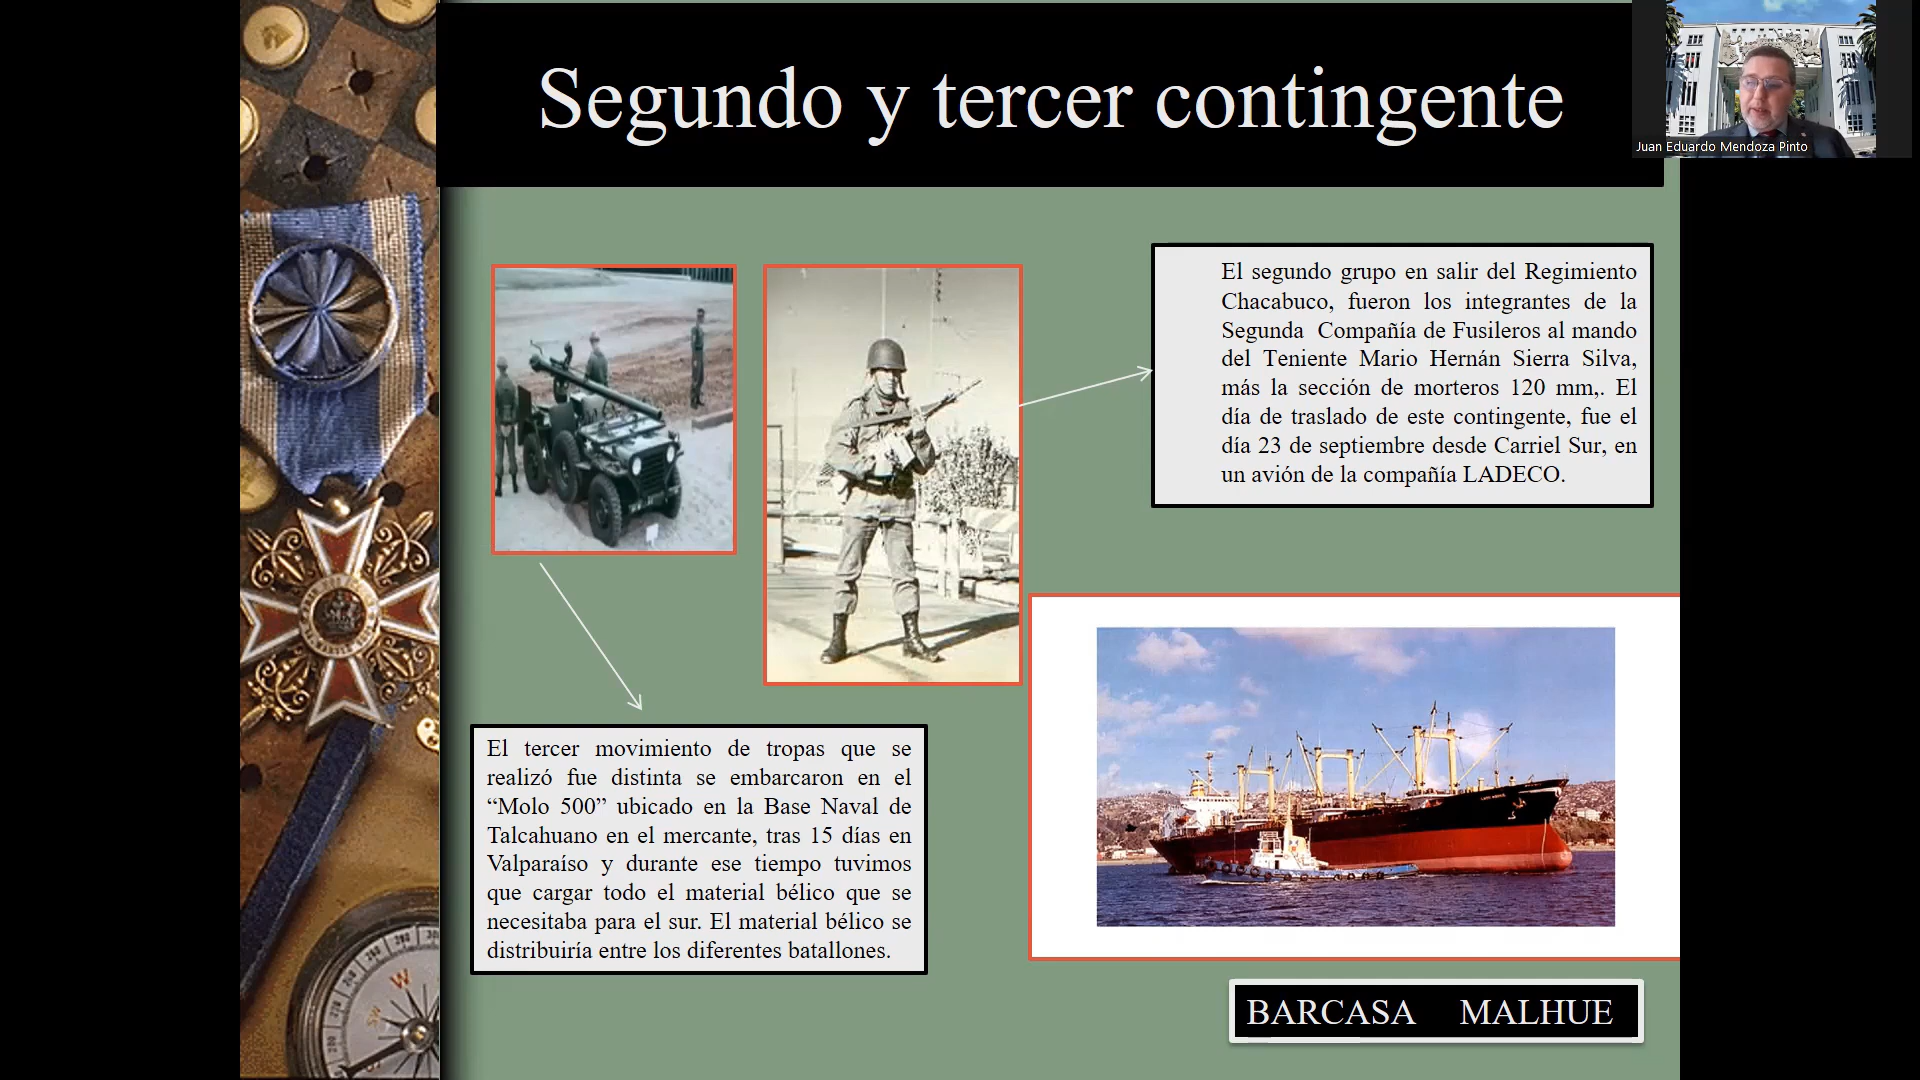 Segundo y tercer contingente
Juan Eduardo Mendoza Pinto
El segundo grupo en salir del Regimiento
Chacabuco, fueron los integrantes de la
Segunda Compañía de Fusileros al mando
del Teniente Mario Hernán Sierra Silva,
más la sección de morteros 120 mm,. El
día de traslado de este contingente, fue el
día 23 de septiembre desde Carriel Sur, en
un avión de la compañía LADECO.
El tercer movimiento de tropas que se
realizó fue distinta se embarcaron en el
“Molo 500” ubicado en la Base Naval de
Talcahuano en el mercante, tras 15 días en
Valparaíso y durante ese tiempo tuvimos
que cargar todo el material bélico que se
necesitaba para el sur. El material bélico se
distribuiría entre los diferentes batallones.
BARCASA MALHUE
W
SW